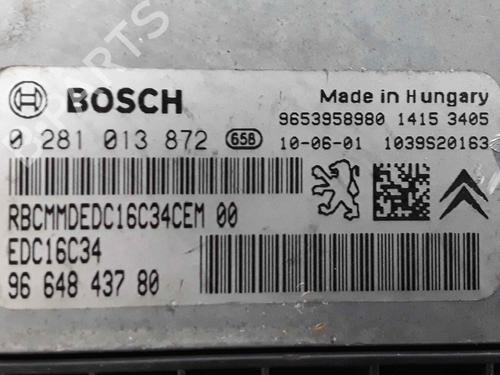 BOSCH
Made in Hungary
9653958980 1415 3405
0 281 013 872 65B
10-06-01 1039S20163
RBCMMDEDC16C34CEM 00
EDC16C34
96 648 437 80